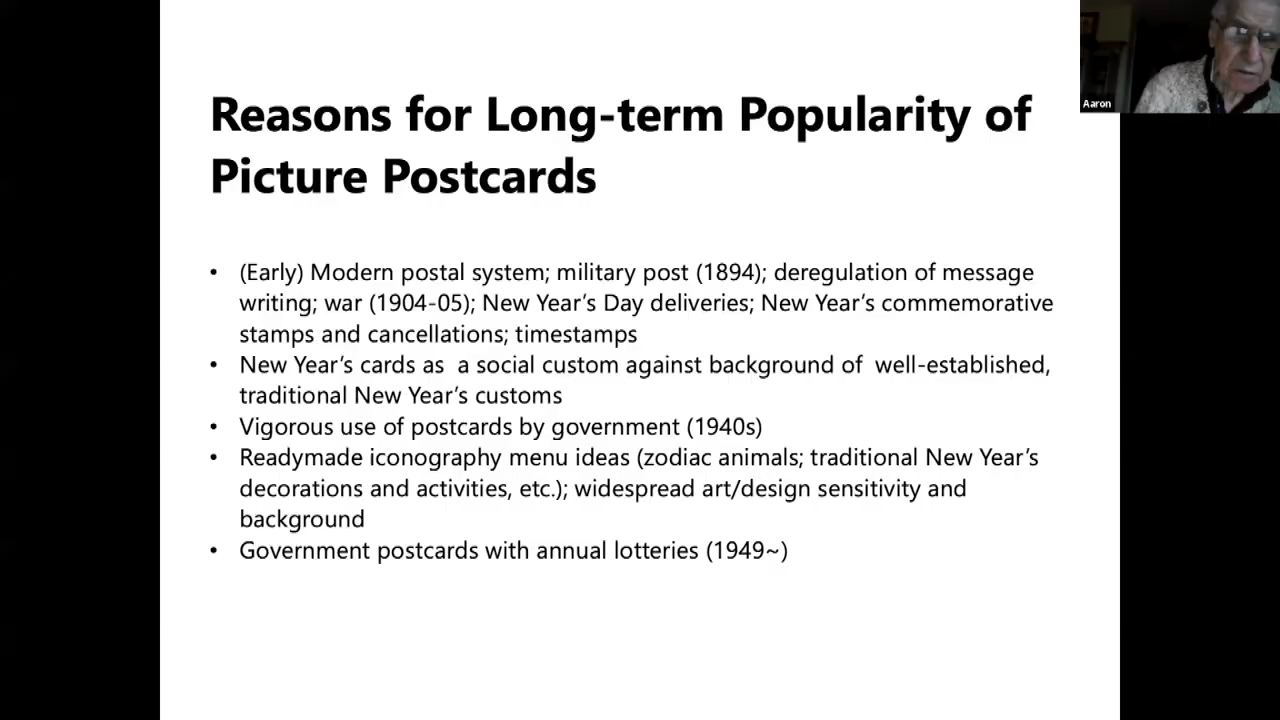 Reasons for Long-term Popularity of
Picture Postcards
• (Early) Modern postal system; military post (1894); deregulation of message
writing; war (1904-05); New Year’s Day deliveries; New Year’s commemorative
stamps and cancellations; timestamps
• New Year’s cards as  a social custom against background of  well-established,
traditional New Year’s customs
• Vigorous use of postcards by government (1940s)
• Readymade iconography menu ideas (zodiac animals; traditional New Year’s
decorations and activities, etc.); widespread art/design sensitivity and
background
• Government postcards with annual lotteries (1949~)
Aaron